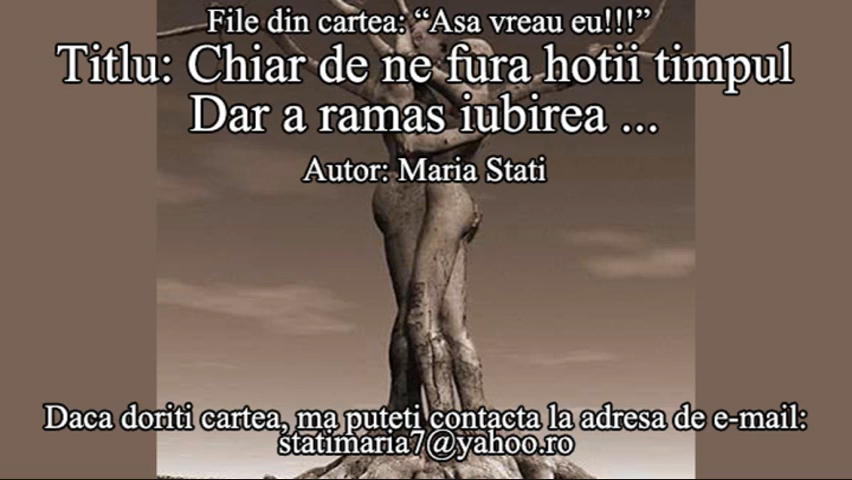 File din cartea: “Asa vreau eu!!!”
Titlu: Chiar de ne fura hotii timpul
Dar a ramas iubirea ...
Autor: Maria Stati
Daca doriti cartea, ma puteti contacta la adresa de e-mail:
statimaria7@yahoo.ro